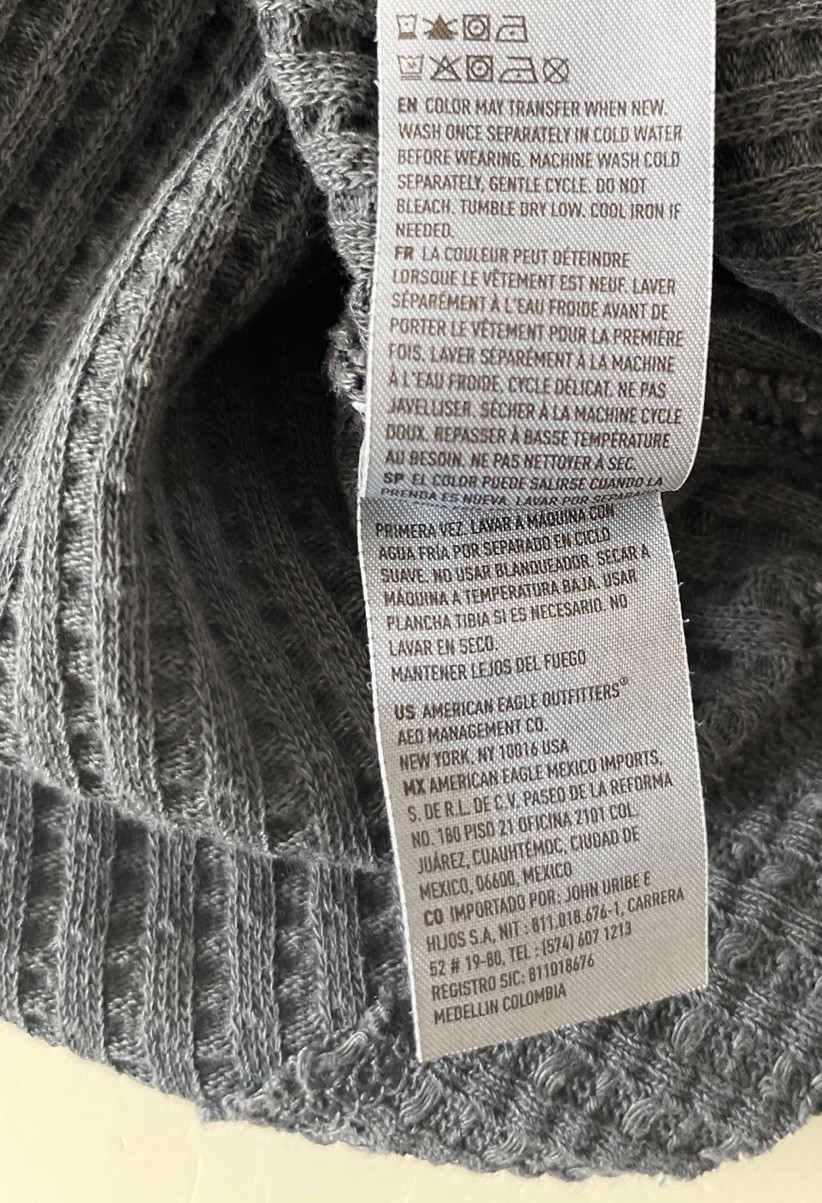 EN COLOR MAY TRANSFER WHEN NEW.
WASH ONCE SEPARATELY IN COLD WATER
BEFORE WEARING. MACHINE WASH COLD
SEPARATELY, GENTLE CYCLE. DO NOT
BLEACH. TUMBLE DRY LOW. COOL IRON IF
NEEDED.
FR LA COULEUR PEUT DÉTEINDRE
LORSQUE LE VÊTEMENT EST NEUF. LAVER
SÉPARÉMENT À L'EAU FROIDE AVANT DE
PORTER LE VÊTEMENT POUR LA PREMIÈRE
FOIS. LAVER SÉPARÉMENT À LA MACHINE
À L'EAU FROIDE, CYCLE DÉLICAT. NE PAS
JAVELLISER. SÉCHER À LA MACHINE CYCLE
DOUX. REPASSER À BASSE TEMPÉRATURE
AU BESOIN. NE PAS NETTOYER À SEC.
SP EL COLOR PUEDE SALIRSE CUANDO LA
PRENDA ES NUEVA. LAVAR POR
PRIMERA VEZ. LAVAR A MÁQUINA CON
AGUA FRÍA POR SEPARADO EN CICLO
SUAVE. NO USAR BLANQUEADOR. SECAR A
MÁQUINA A TEMPERATURA BAJA. USAR
PLANCHA TIBIA SI ES NECESARIO. NO
LAVAR EN SECO.
MANTENER LEJOS DEL FUEGO
US AMERICAN EAGLE OUTFITTERS®
AEO MANAGEMENT CO.
NEW YORK, NY 10016 USA
MX AMERICAN EAGLE MEXICO IMPORTS,
S. DE R.L. DE C.V. PASEO DE LA REFORMA
NO. 180 PISO 21 OFICINA 2101 COL.
JUÁREZ, CUAUHTÉMOC, CIUDAD DE
MEXICO, 06600, MEXICO
CO IMPORTADO POR: JOHN URIBE E
HIJOS S.A, NIT : 811.018.676-1, CARRERA
52 # 19-80, TEL : (574) 607 1213
REGISTRO SIC: 811018676
MEDELLIN COLOMBIA